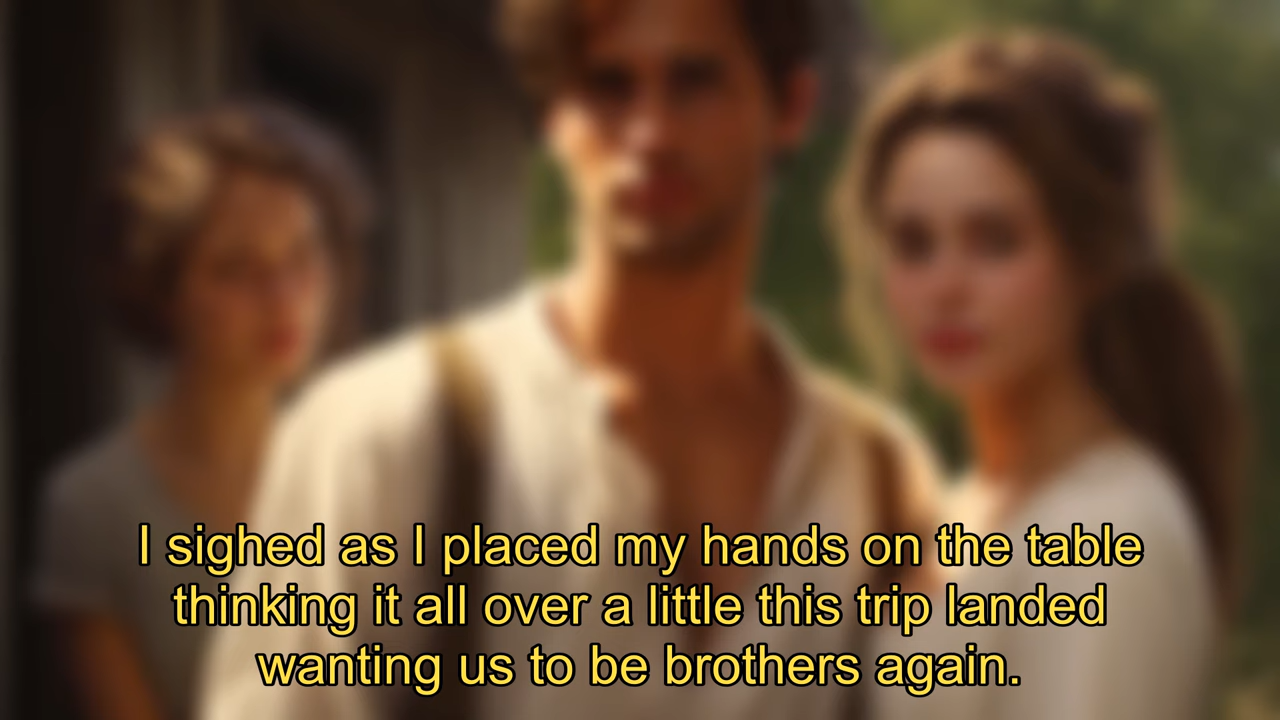 I sighed as I placed my hands on the table
thinking it all over a little this trip landed
wanting us to be brothers again.